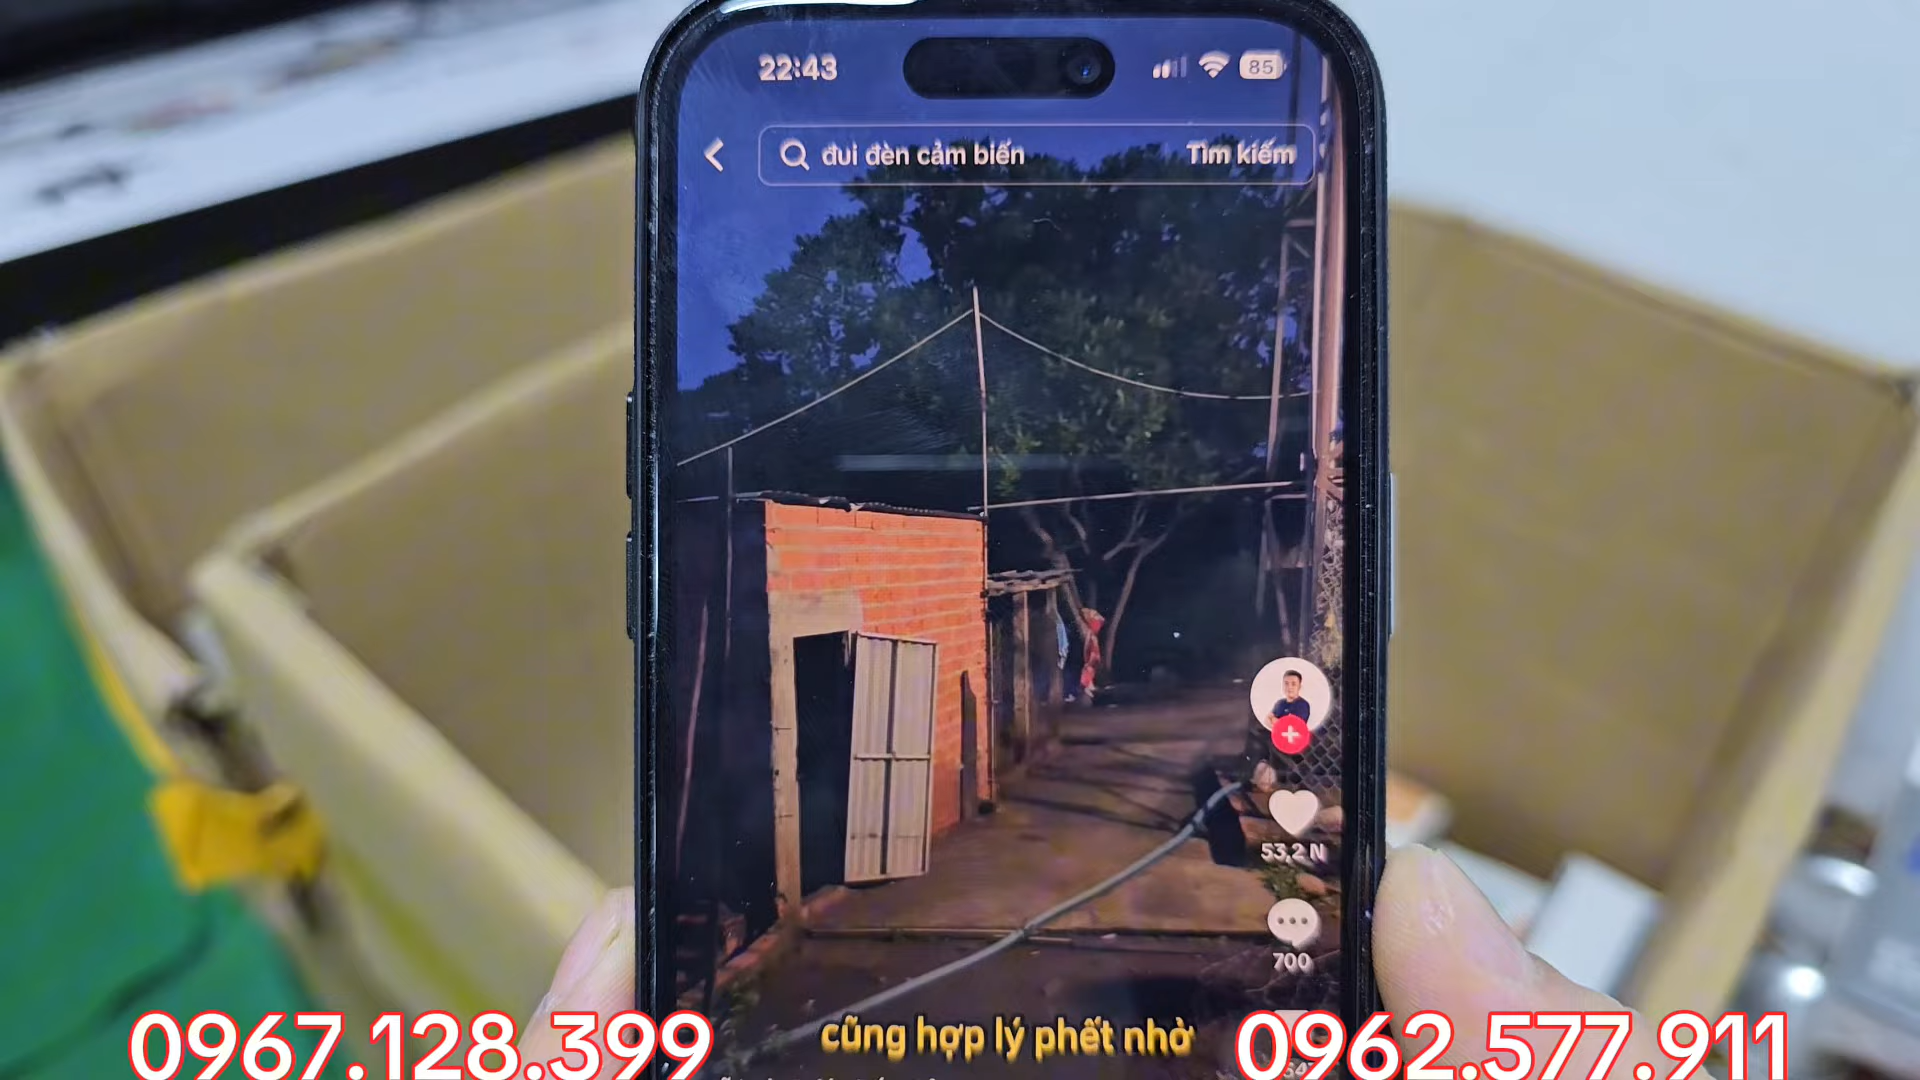 22:43
85
đui đèn cảm biến
Tìm kiếm
53,2 N
700
cũng hợp lý phết nhở
0967.128.399
0962.577.911